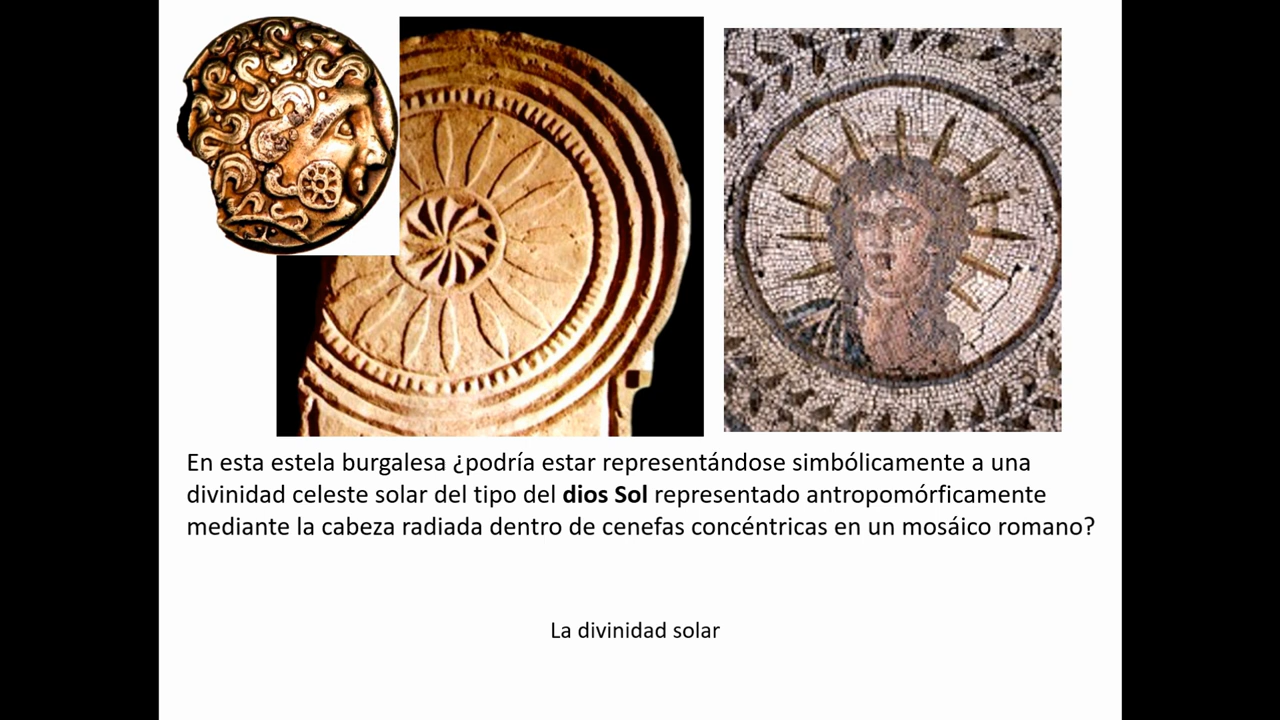 En esta estela burgalesa ¿podría estar representándose simbólicamente a una
divinidad celeste solar del tipo del dios Sol representado antropomórficamente
mediante la cabeza radiada dentro de cenefas concéntricas en un mosáico romano?
La divinidad solar